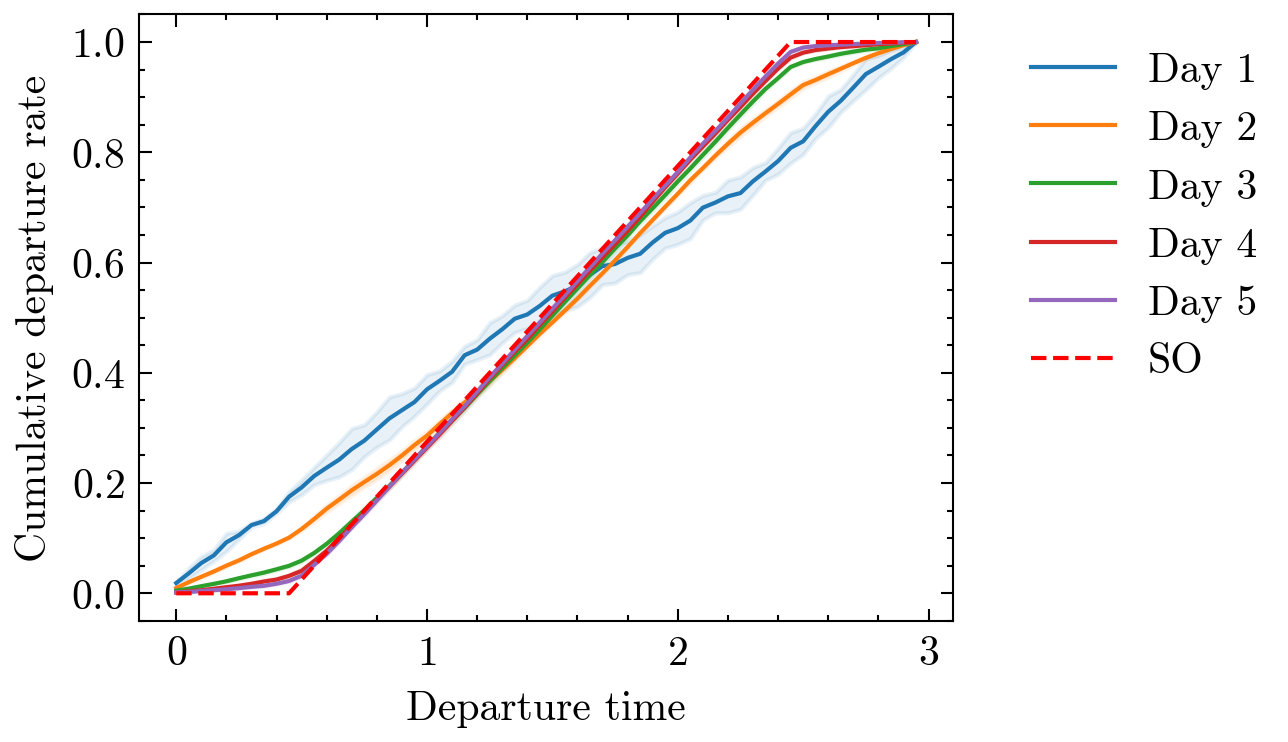 Cumulative departure rate
1.0
0.8
0.6
0.4
0.2
0.0
0 1 2 3
Departure time
Day 1
Day 2
Day 3
Day 4
Day 5
SO